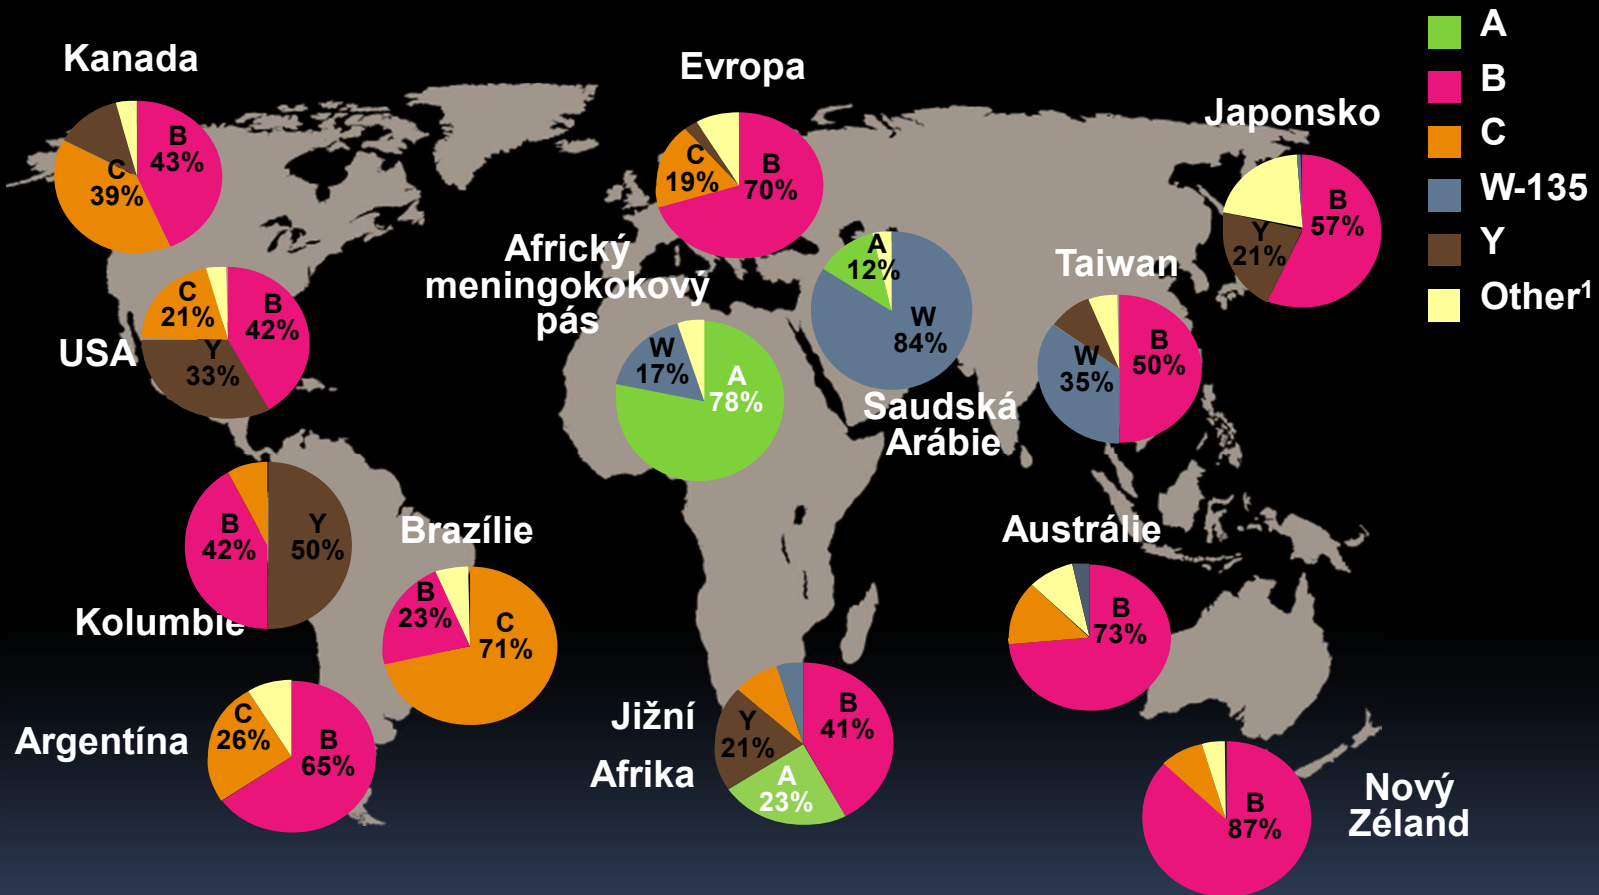 Kanada
B
43%
C
39%
Evropa
B
70%
C
19%
Japonsko
B
57%
Y
21%
A
B
C
W-135
Y
Other1
USA
C
21%
B
42%
Y
33%
Africký
meningokokový
pás
W
17%
A
78%
A
12%
W
84%
Saudská
Arábie
Taiwan
B
50%
W
35%
Kolumbie
B
42%
Y
50%
Brazílie
B
23%
C
71%
Argentína
C
26%
B
65%
Jižní
Afrika
B
41%
Y
21%
A
23%
Austrálie
B
73%
Nový
Zéland
B
87%